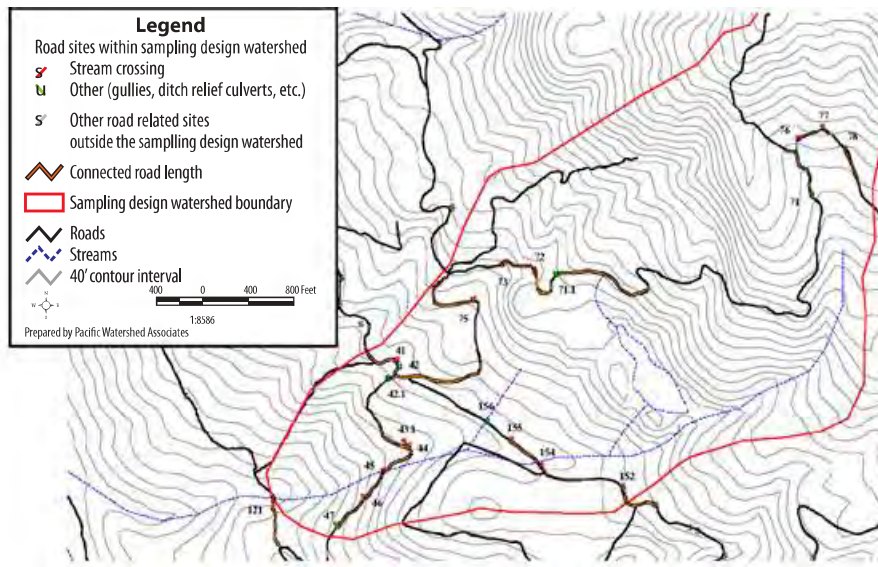 Legend
Road sites within sampling design watershed
Stream crossing
Other (gullies, ditch relief culverts, etc.)
Other road related sites
outside the samplling design watershed
Connected road length
Sampling design watershed boundary
Roads
Streams
40' contour interval
400 0 400 800 Feet
1:8586
Prepared by Pacific Watershed Associates
77
76
78
71
72
73
71.1
75
41
42
42.1
156
155
43.1
44
154
45
152
46
121
47